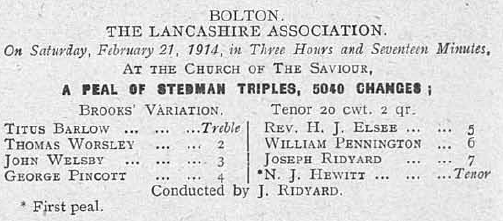 BOLTON.
THE LANCASHIRE ASSOCIATION.
On Saturday, February 21, 1914, in Three Hours and Seventeen Minutes,
AT THE CHURCH OF THE SAVIOUR,
A PEAL OF STEDMAN TRIPLES, 5040 CHANGES;
BROOKS' VARIATION. Tenor 20 cwt. 2 qr.
TITUS BARLOW ... ... ...Treble
THOMAS WORSLEY ... ... 2
JOHN WELSBY ... ... ... 3
GEORGE PINCOTT ... ... 4
REV. H. J. ELSEE ... ... 5
WILLIAM PENNINGTON ... 6
JOSEPH RIDYARD ... ... 7
*N. J. HEWITT ... ... ...Tenor
Conducted by J. RIDYARD.
* First peal.